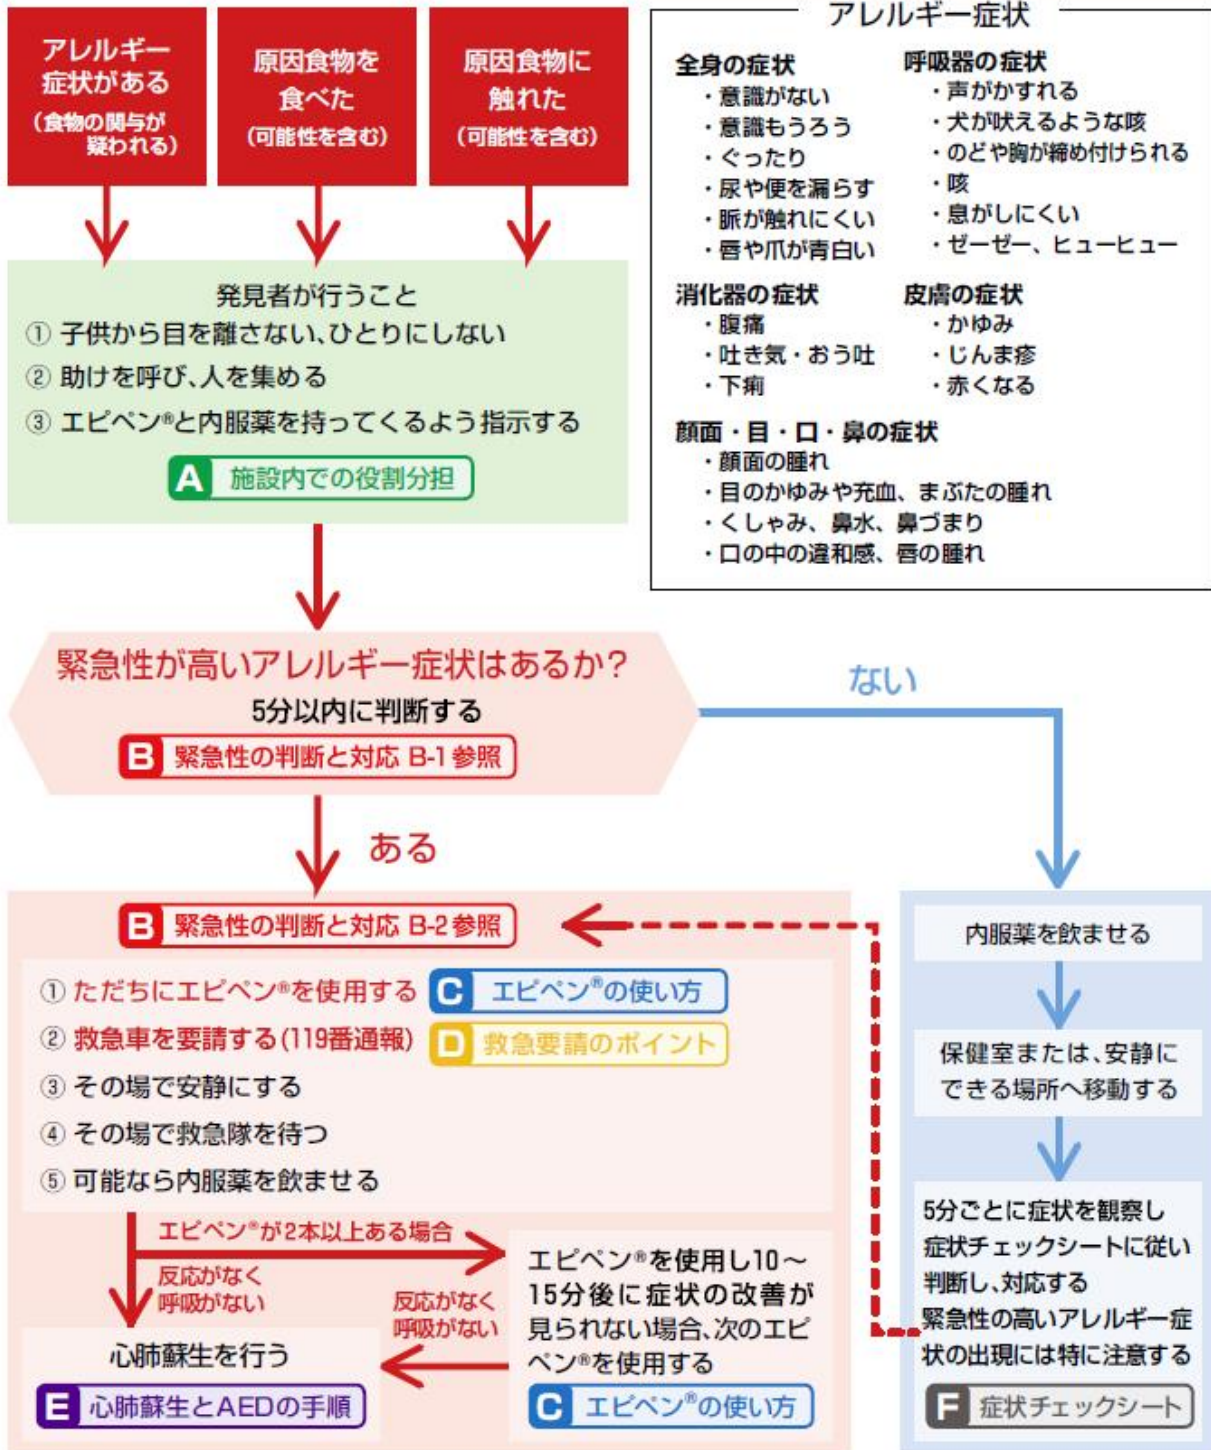 アレルギー
症状がある
(食物の関与が
疑われる)
原因食物を
食べた
(可能性を含む)
原因食物に
触れた
(可能性を含む)
アレルギー症状
全身の症状
・意識がない
・意識もうろう
・ぐったり
・尿や便を漏らす
・脈が触れにくい
・唇や爪が青白い
呼吸器の症状
・声がかすれる
・犬が吠えるような咳
・のどや胸が締め付けられる
・咳
・息がしにくい
・ゼーゼー、ヒューヒュー
消化器の症状
・腹痛
・吐き気・おう吐
・下痢
皮膚の症状
・かゆみ
・じんま疹
・赤くなる
顔面・目・口・鼻の症状
・顔面の腫れ
・目のかゆみや充血、まぶたの腫れ
・くしゃみ、鼻水、鼻づまり
・口の中の違和感、唇の腫れ
発見者が行うこと
① 子供から目を離さない、ひとりにしない
② 助けを呼び、人を集める
③ エピペン®と内服薬を持ってくるよう指示する
A 施設内での役割分担
緊急性が高いアレルギー症状はあるか?
5分以内に判断する
B 緊急性の判断と対応 B-1参照
ない
ある
B 緊急性の判断と対応 B-2参照
① ただちにエピペン®を使用する C エピペン®の使い方
② 救急車を要請する(119番通報) D 救急要請のポイント
③ その場で安静にする
④ その場で救急隊を待つ
⑤ 可能なら内服薬を飲ませる
エピペン®が2本以上ある場合
反応がなく
呼吸がない
反応がなく
呼吸がない
エピペン®を使用し10~
15分後に症状の改善が
見られない場合、次のエピ
ペン®を使用する
C エピペン®の使い方
心肺蘇生を行う
E 心肺蘇生とAEDの手順
内服薬を飲ませる
保健室または、安静に
できる場所へ移動する
5分ごとに症状を観察し
症状チェックシートに従い
判断し、対応する
緊急性の高いアレルギー症
状の出現には特に注意する
F 症状チェックシート